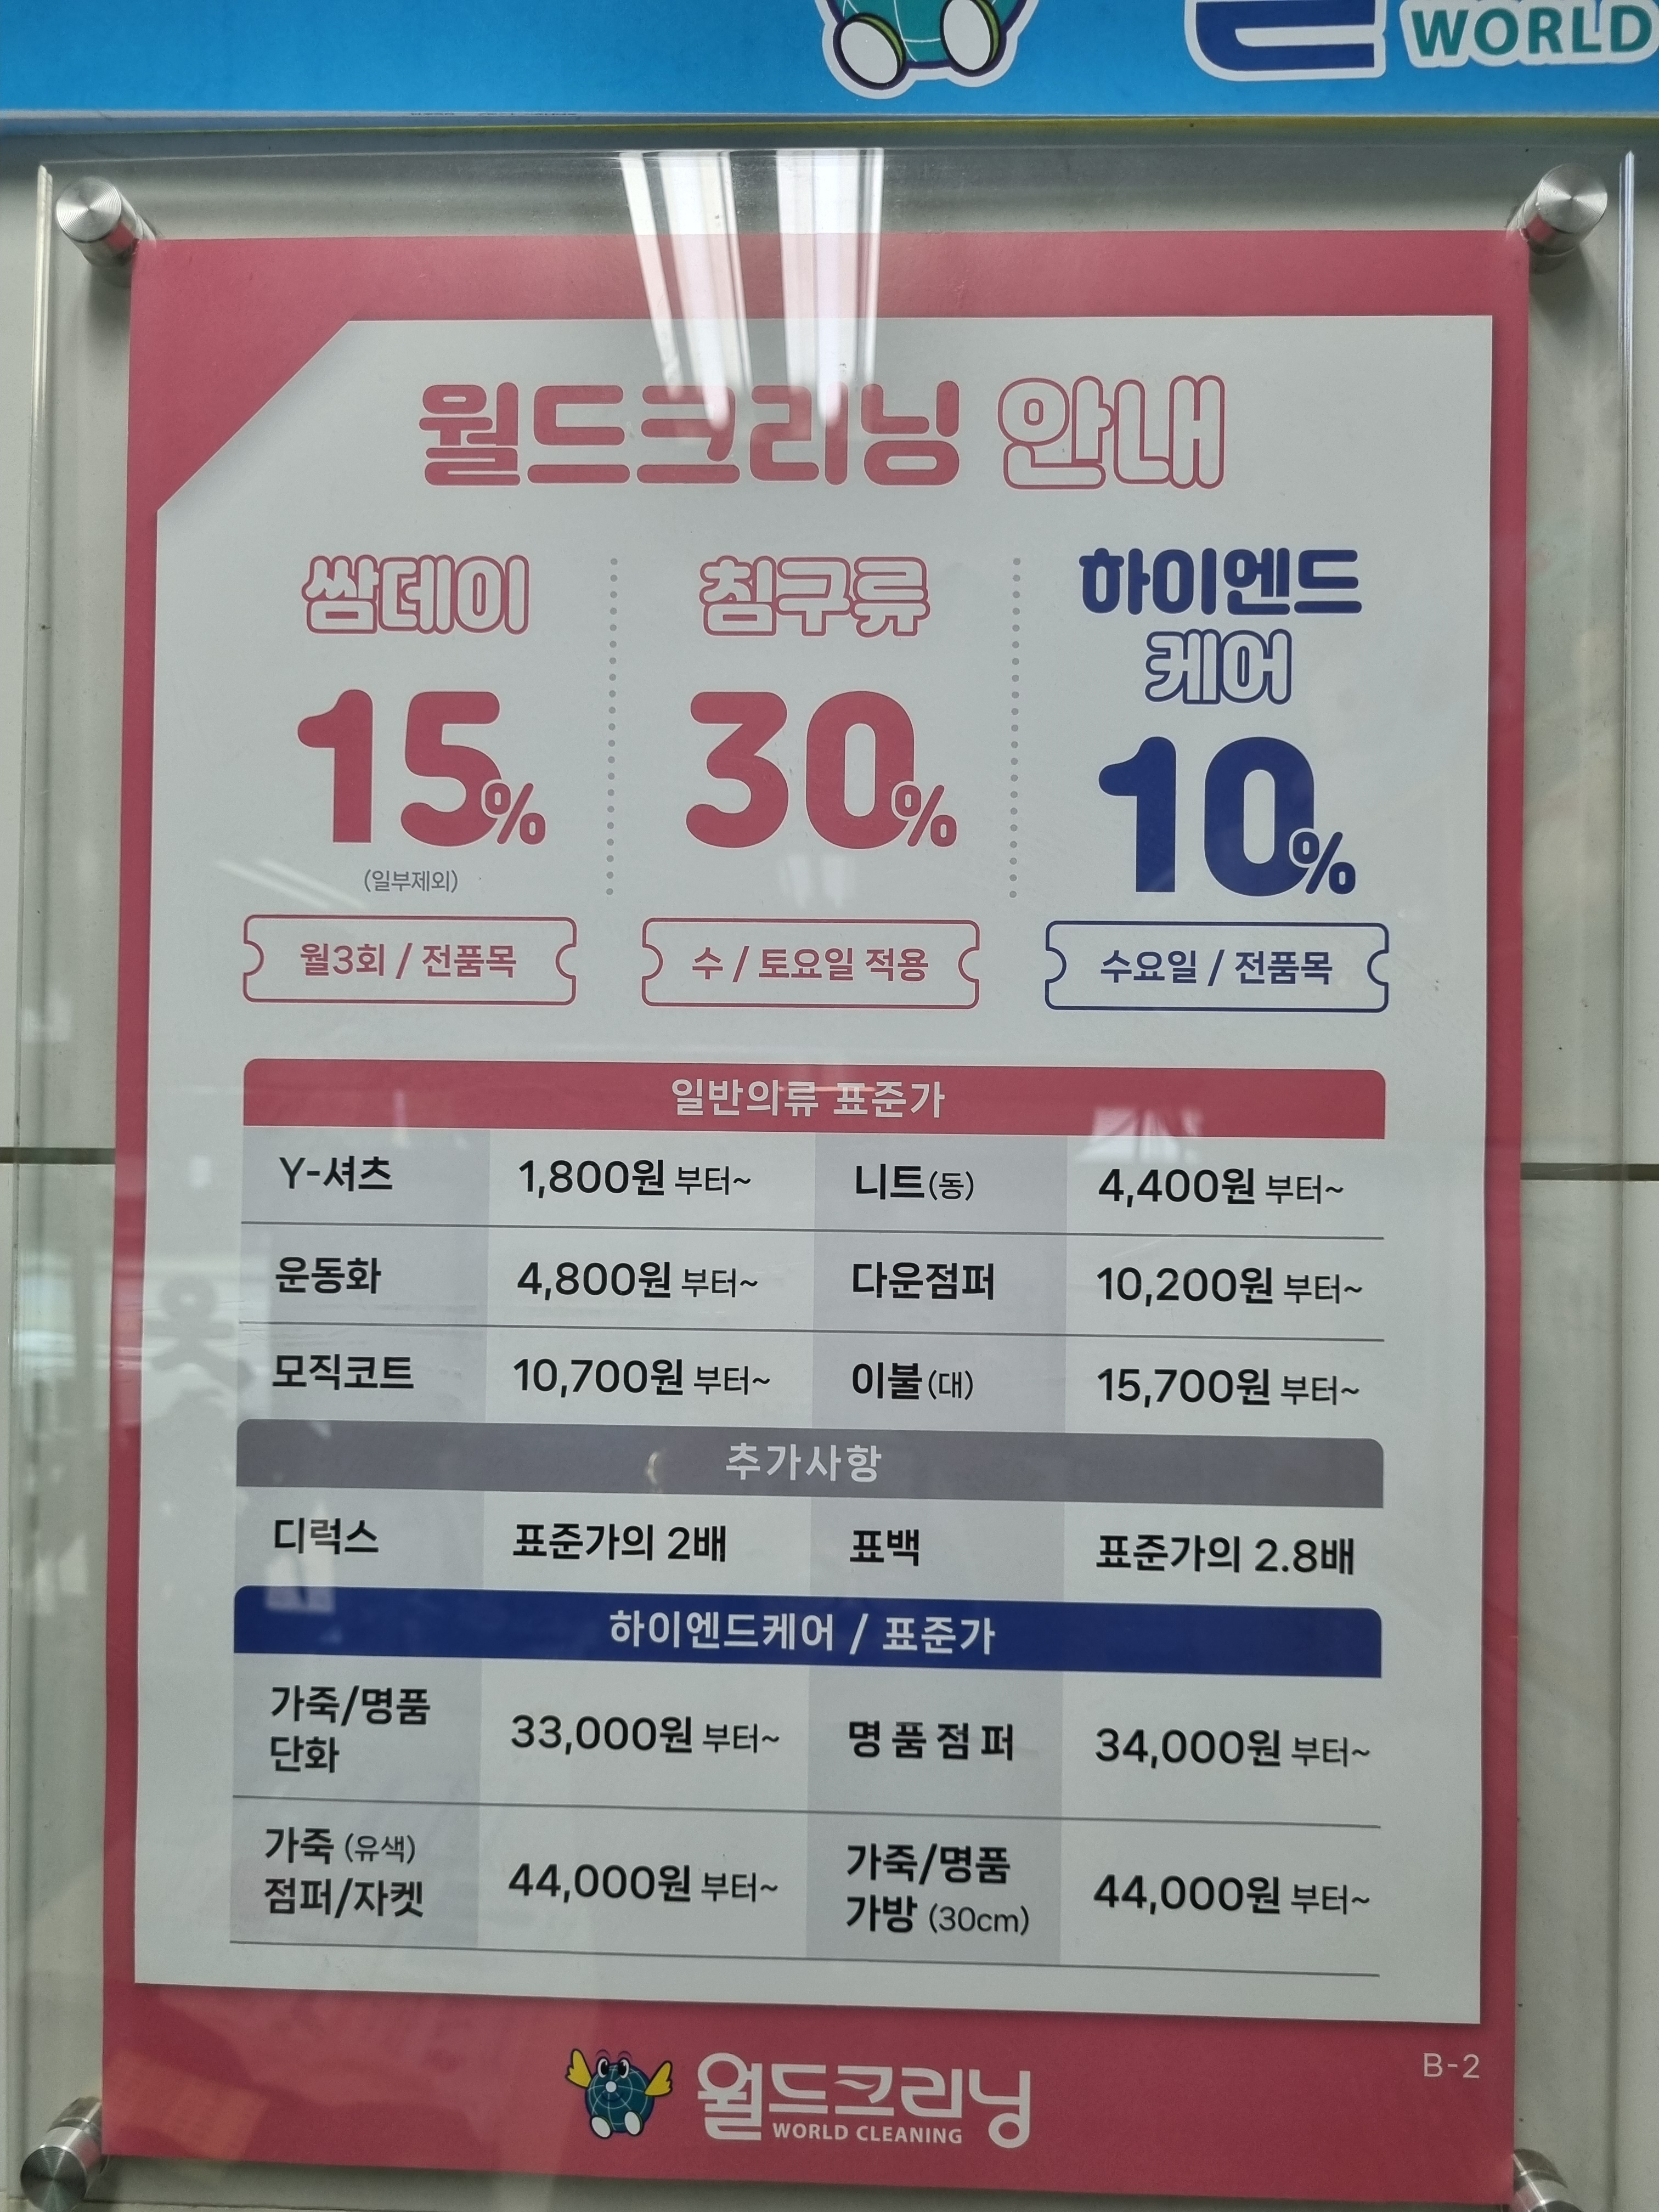 WORLD
월드크리닝 안내
쌈데이
15%
(일부제외)
월3회 / 전품목
침구류
30%
수 / 토요일 적용
하이엔드
케어
10%
수요일 / 전품목
일반의류 표준가
Y-셔츠 1,800원 부터~ 니트(동) 4,400원 부터~
운동화 4,800원 부터~ 다운점퍼 10,200원 부터~
모직코트 10,700원 부터~ 이불(대) 15,700원 부터~
추가사항
디럭스 표준가의 2배 표백 표준가의 2.8배
하이엔드케어 / 표준가
가죽/명품
단화
33,000원 부터~
명품점퍼
34,000원 부터~
가죽 (유색)
점퍼/자켓
44,000원 부터~
가죽/명품
가방 (30cm)
44,000원 부터~
월드크리닝
WORLD CLEANING
B-2